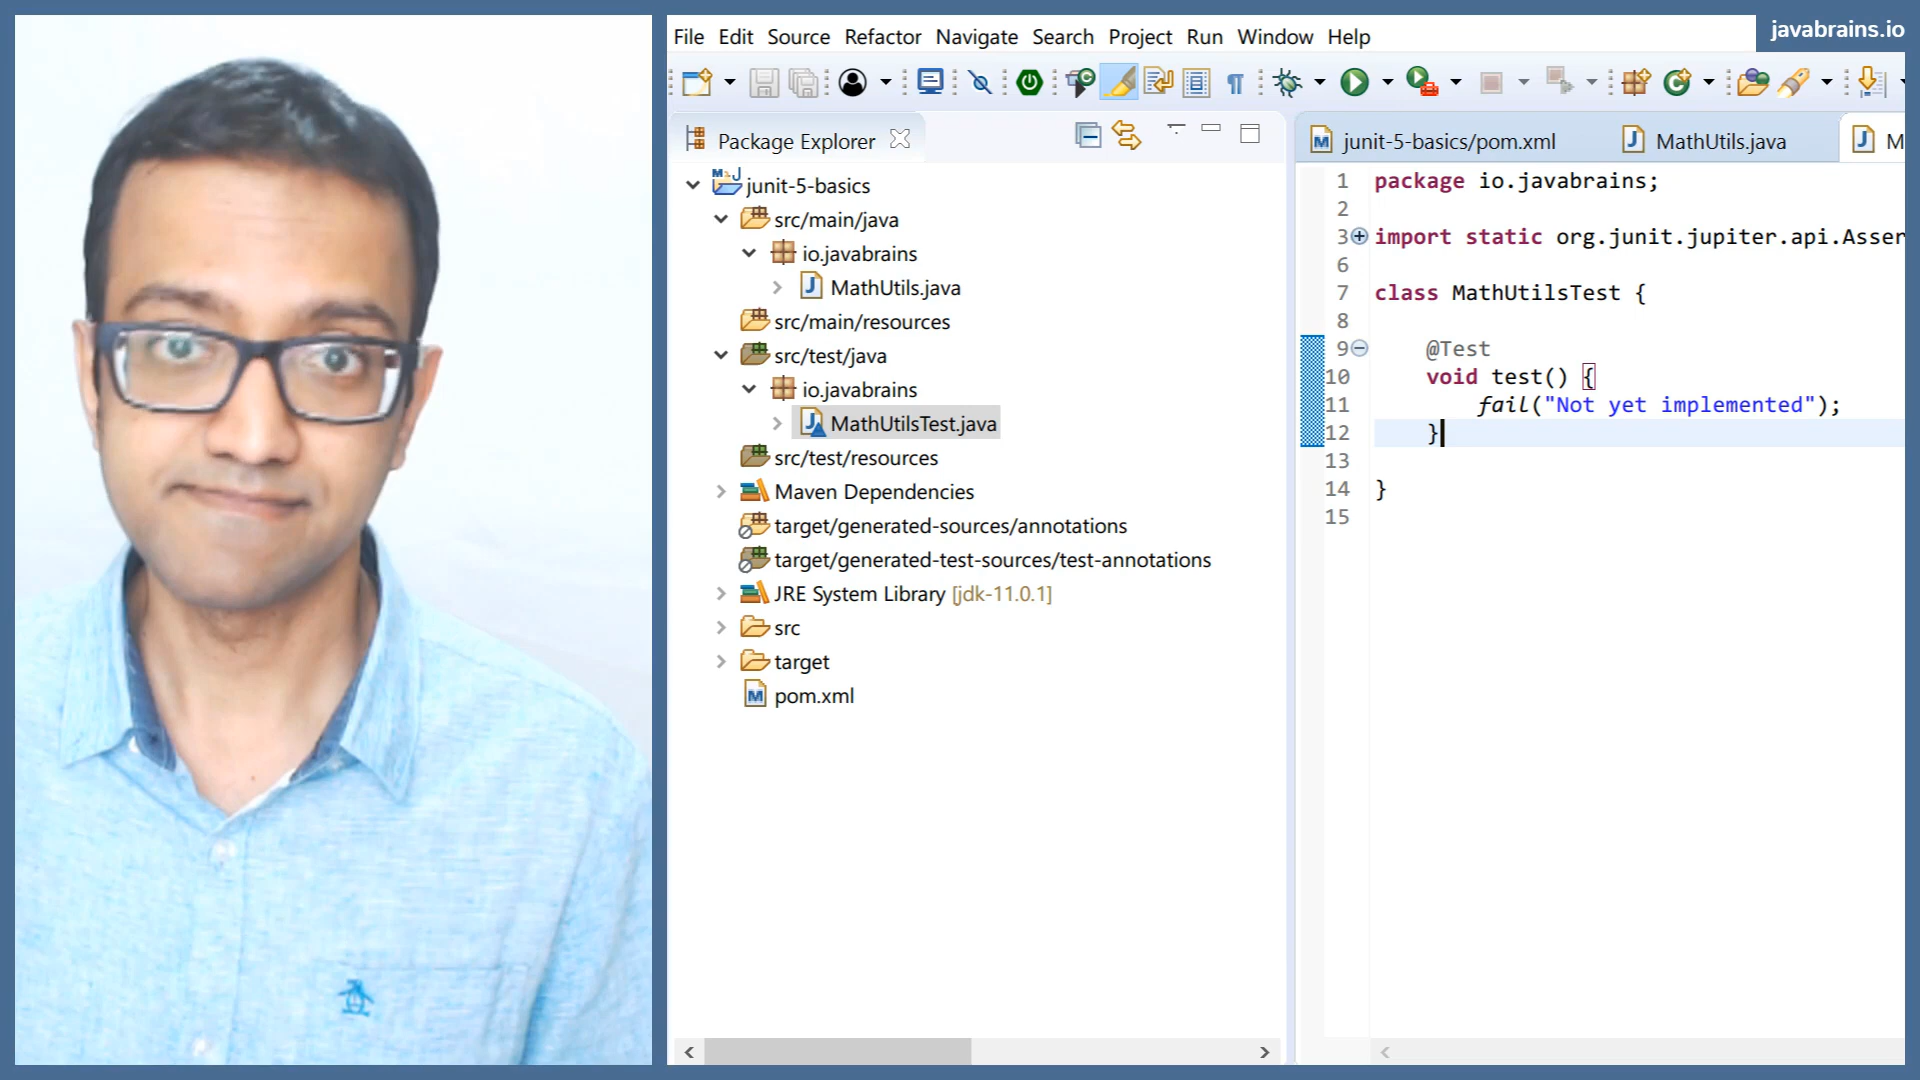 javabrains.io
File Edit Source Refactor Navigate Search Project Run Window Help
Package Explorer
junit-5-basics
src/main/java
io.javabrains
MathUtils.java
src/main/resources
src/test/java
io.javabrains
MathUtilsTest.java
src/test/resources
Maven Dependencies
target/generated-sources/annotations
target/generated-test-sources/test-annotations
JRE System Library [jdk-11.0.1]
src
target
pom.xml
junit-5-basics/pom.xml MathUtils.java M
1 package io.javabrains;
2
3 import static org.junit.jupiter.api.Asser
6
7 class MathUtilsTest {
8
9 @Test
10 void test() {
11 fail("Not yet implemented");
12 }
13
14 }
15